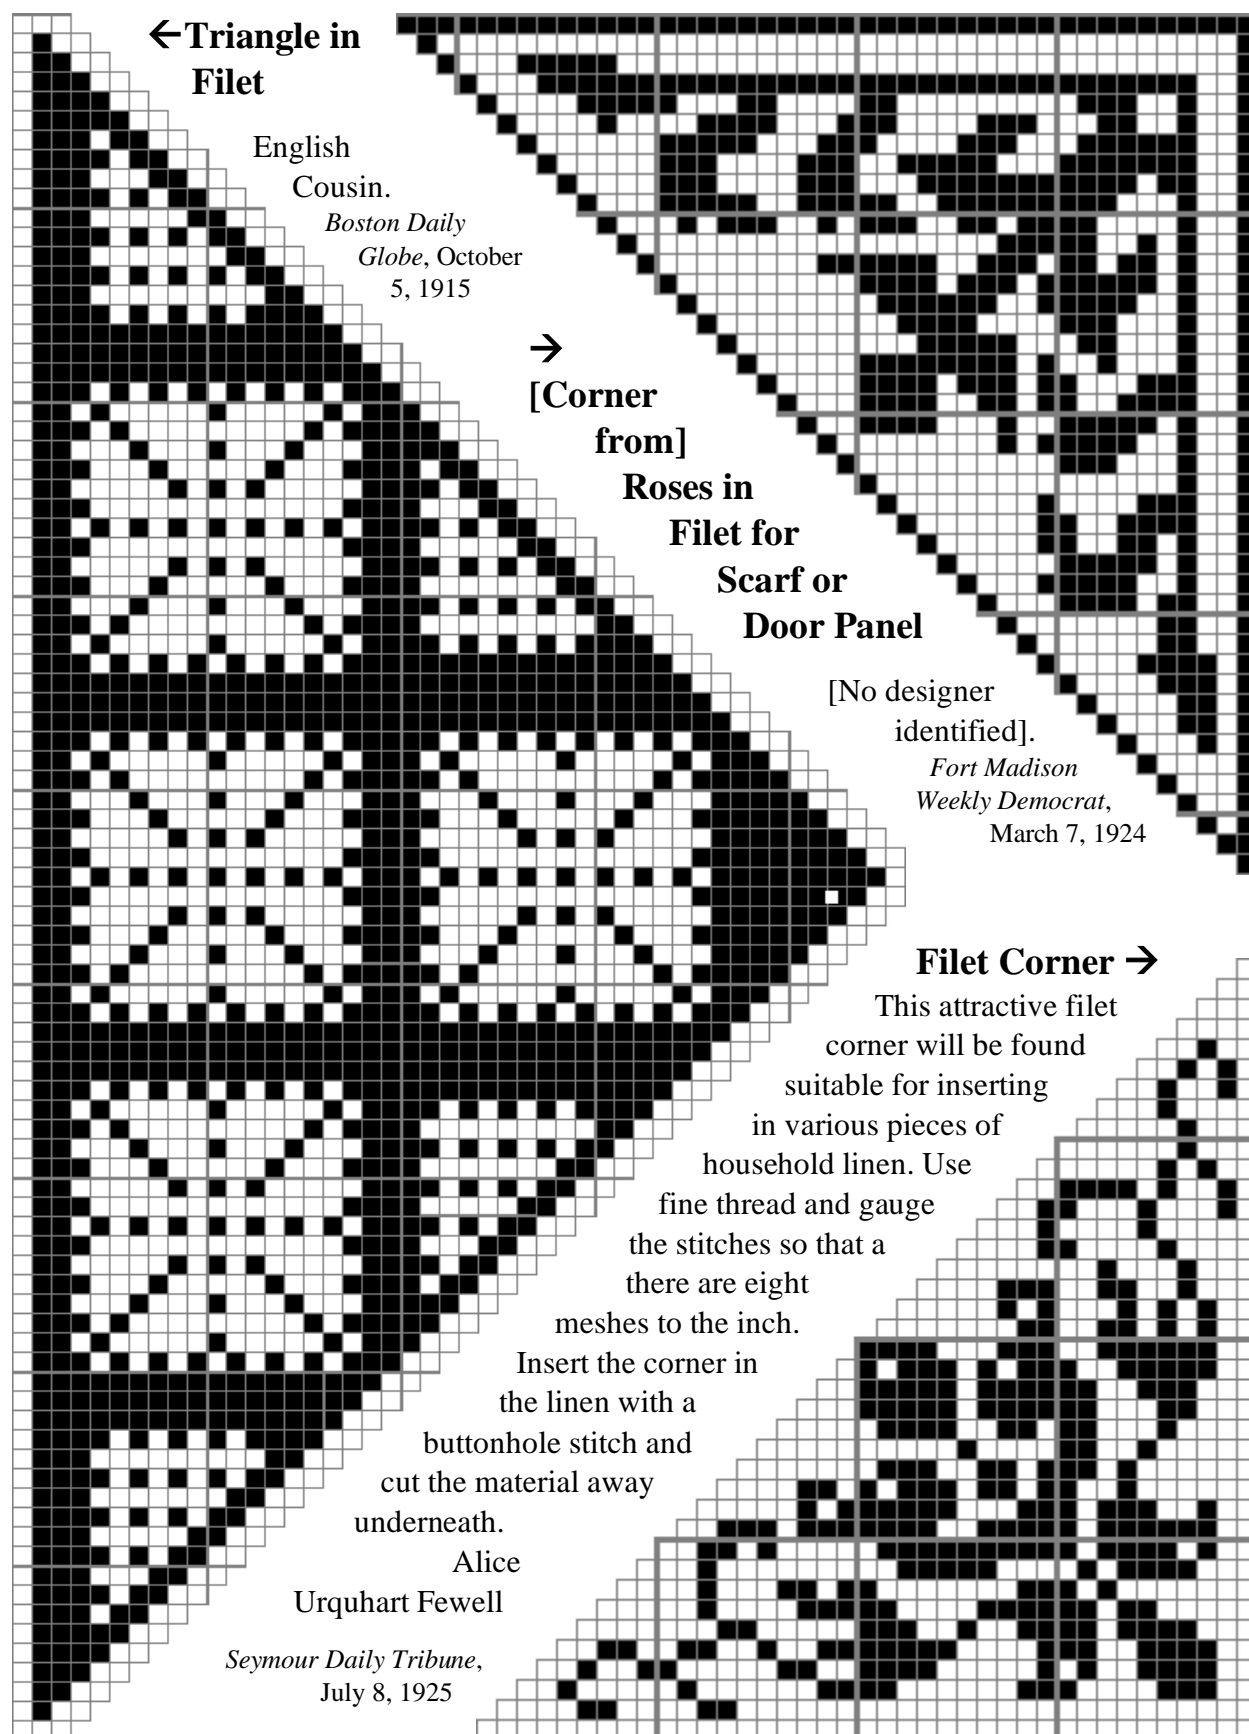 ←Triangle in
Filet
English
Cousin.
Boston Daily
Globe, October
5, 1915
→
[Corner
from]
Roses in
Filet for
Scarf or
Door Panel
[No designer
identified].
Fort Madison
Weekly Democrat,
March 7, 1924
Filet Corner →
This attractive filet
corner will be found
suitable for inserting
in various pieces of
household linen. Use
fine thread and gauge
the stitches so that a
there are eight
meshes to the inch.
Insert the corner in
the linen with a
buttonhole stitch and
cut the material away
underneath.
Alice
Urquhart Fewell
Seymour Daily Tribune,
July 8, 1925